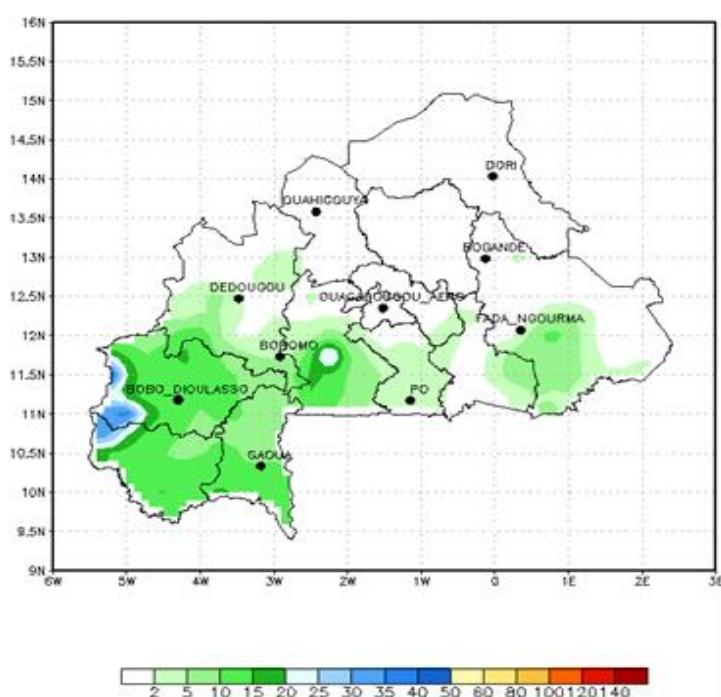 16N
15.5N
15N
14.5N
14N
13.5N
13N
12.5N
12N
11.5N
11N
10.5N
10N
9.5N
9N
6W 5W 4W 3W 2W 1W 0 1E 2E 3E
DORI
OUAHIGOUYA
BOGANDE
DEDOUGOU
OUAGADOUGOU_AERO
FADA_NGOURMA
BOROMO
BOBO_DIOULASSO
PO
GAOUA
2 5 10 15 20 25 30 35 40 50 60 80 100 120 140